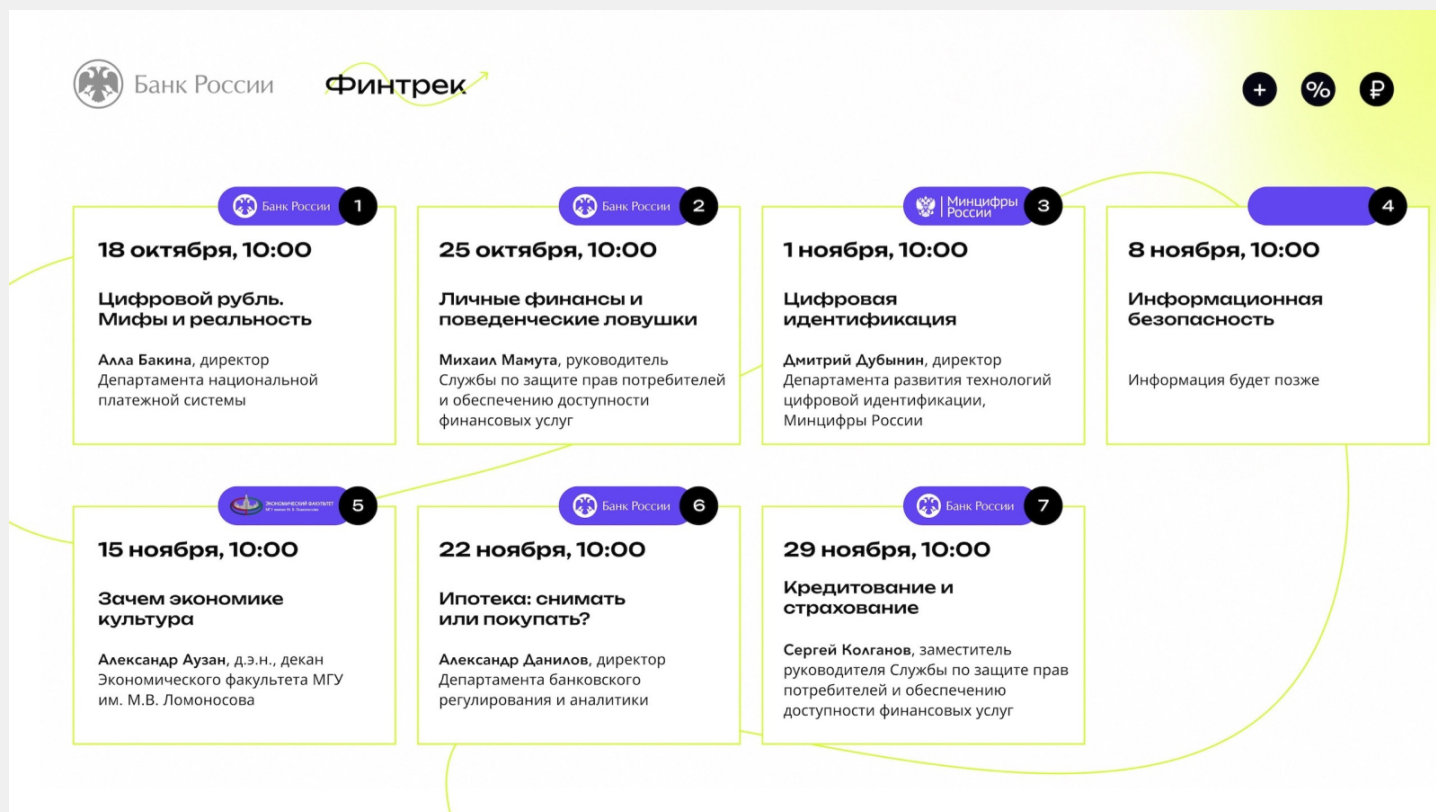 Банк России
Финтрек
+ % ₽
Банк России 1
18 октября, 10:00
Цифровой рубль.
Мифы и реальность
Алла Бакина, директор
Департамента национальной
платежной системы
Банк России 2
25 октября, 10:00
Личные финансы и
поведенческие ловушки
Михаил Мамута, руководитель
Службы по защите прав потребителей
и обеспечению доступности
финансовых услуг
Минцифры
России 3
1 ноября, 10:00
Цифровая
идентификация
Дмитрий Дубынин, директор
Департамента развития технологий
цифровой идентификации,
Минцифры России
4
8 ноября, 10:00
Информационная
безопасность
Информация будет позже
ЭКОНОМИЧЕСКИЙ ФАКУЛЬТЕТ
МГУ имени М. В. Ломоносова
5
15 ноября, 10:00
Зачем экономике
культура
Александр Аузан, д.э.н., декан
Экономического факультета МГУ
им. М.В. Ломоносова
Банк России 6
22 ноября, 10:00
Ипотека: снимать
или покупать?
Александр Данилов, директор
Департамента банковского
регулирования и аналитики
Банк России 7
29 ноября, 10:00
Кредитование и
страхование
Сергей Колганов, заместитель
руководителя Службы по защите прав
потребителей и обеспечению
доступности финансовых услуг